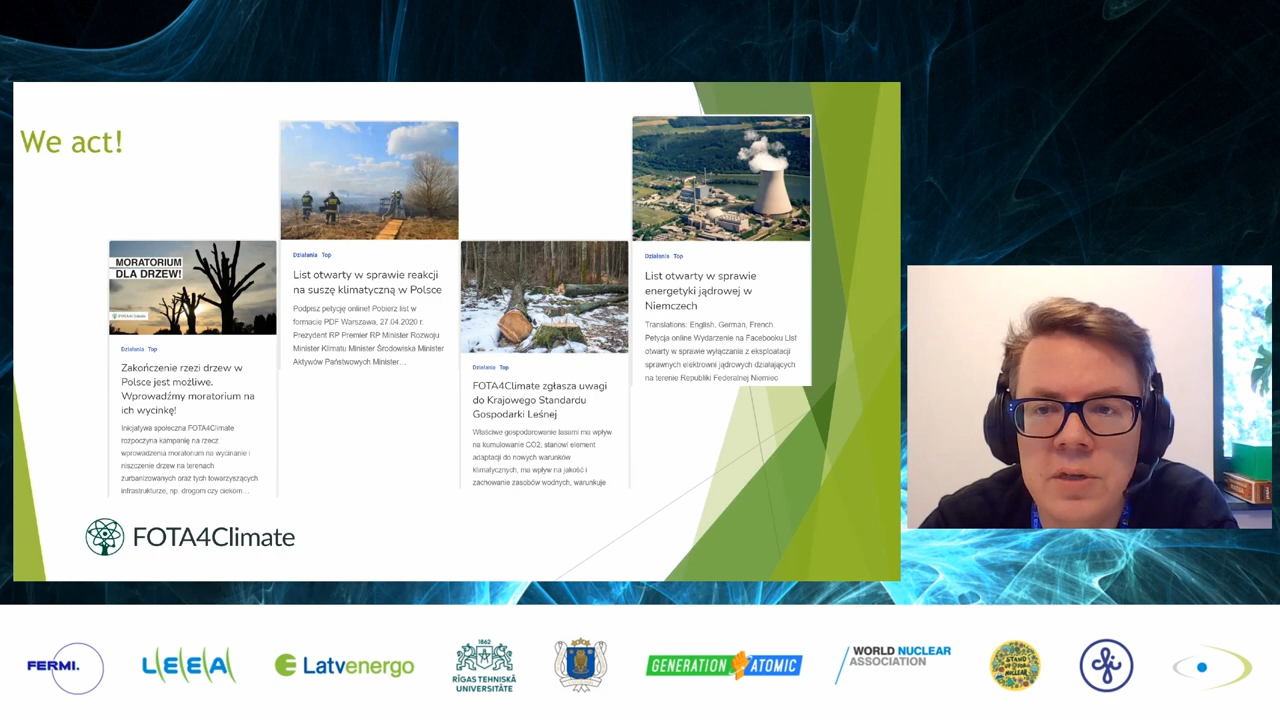 We act!
MORATORIUM
DLA DRZEW!
FOTA4Climate
Działania Top
Zakończenie rzezi drzew w
Polsce jest możliwe.
Wprowadźmy moratorium na
ich wycinkę!
Inicjatywa społeczna FOTA4Climate
rozpoczyna kampanię na rzecz
wprowadzenia moratorium na wycinanie i
niszczenie drzew na terenach
zurbanizowanych oraz tych towarzyszących
infrastrukturze, np. drogom czy ciekom…
Działania Top
List otwarty w sprawie reakcji
na suszę klimatyczną w Polsce
Podpisz petycję online! Pobierz list w
formacie PDF Warszawa, 27.04.2020 r.
Prezydent RP Premier RP Minister Rozwoju
Minister Klimatu Minister Środowiska Minister
Aktywów Państwowych Minister…
Działania Top
FOTA4Climate zgłasza uwagi
do Krajowego Standardu
Gospodarki Leśnej
Właściwe gospodarowanie lasami ma wpływ
na kumulowanie CO2, stanowi element
adaptacji do nowych warunków
klimatycznych, ma wpływ na jakość i
zachowanie zasobów wodnych, warunkuje
Działania Top
List otwarty w sprawie
energetyki jądrowej w
Niemczech
Translations: English, German, French
Petycja online Wydarzenie na Facebooku List
otwarty w sprawie wyłączania z eksploatacji
sprawnych elektrowni jądrowych działających
na terenie Republiki Federalnej Niemiec
FOTA4Climate
FERMI.
LEEA
Latvenergo
1862
RĪGAS TEHNISKĀ
UNIVERSITĀTE
GENERATION ATOMIC
WORLD NUCLEAR
ASSOCIATION
STAND
UP FOR
NUCLEAR